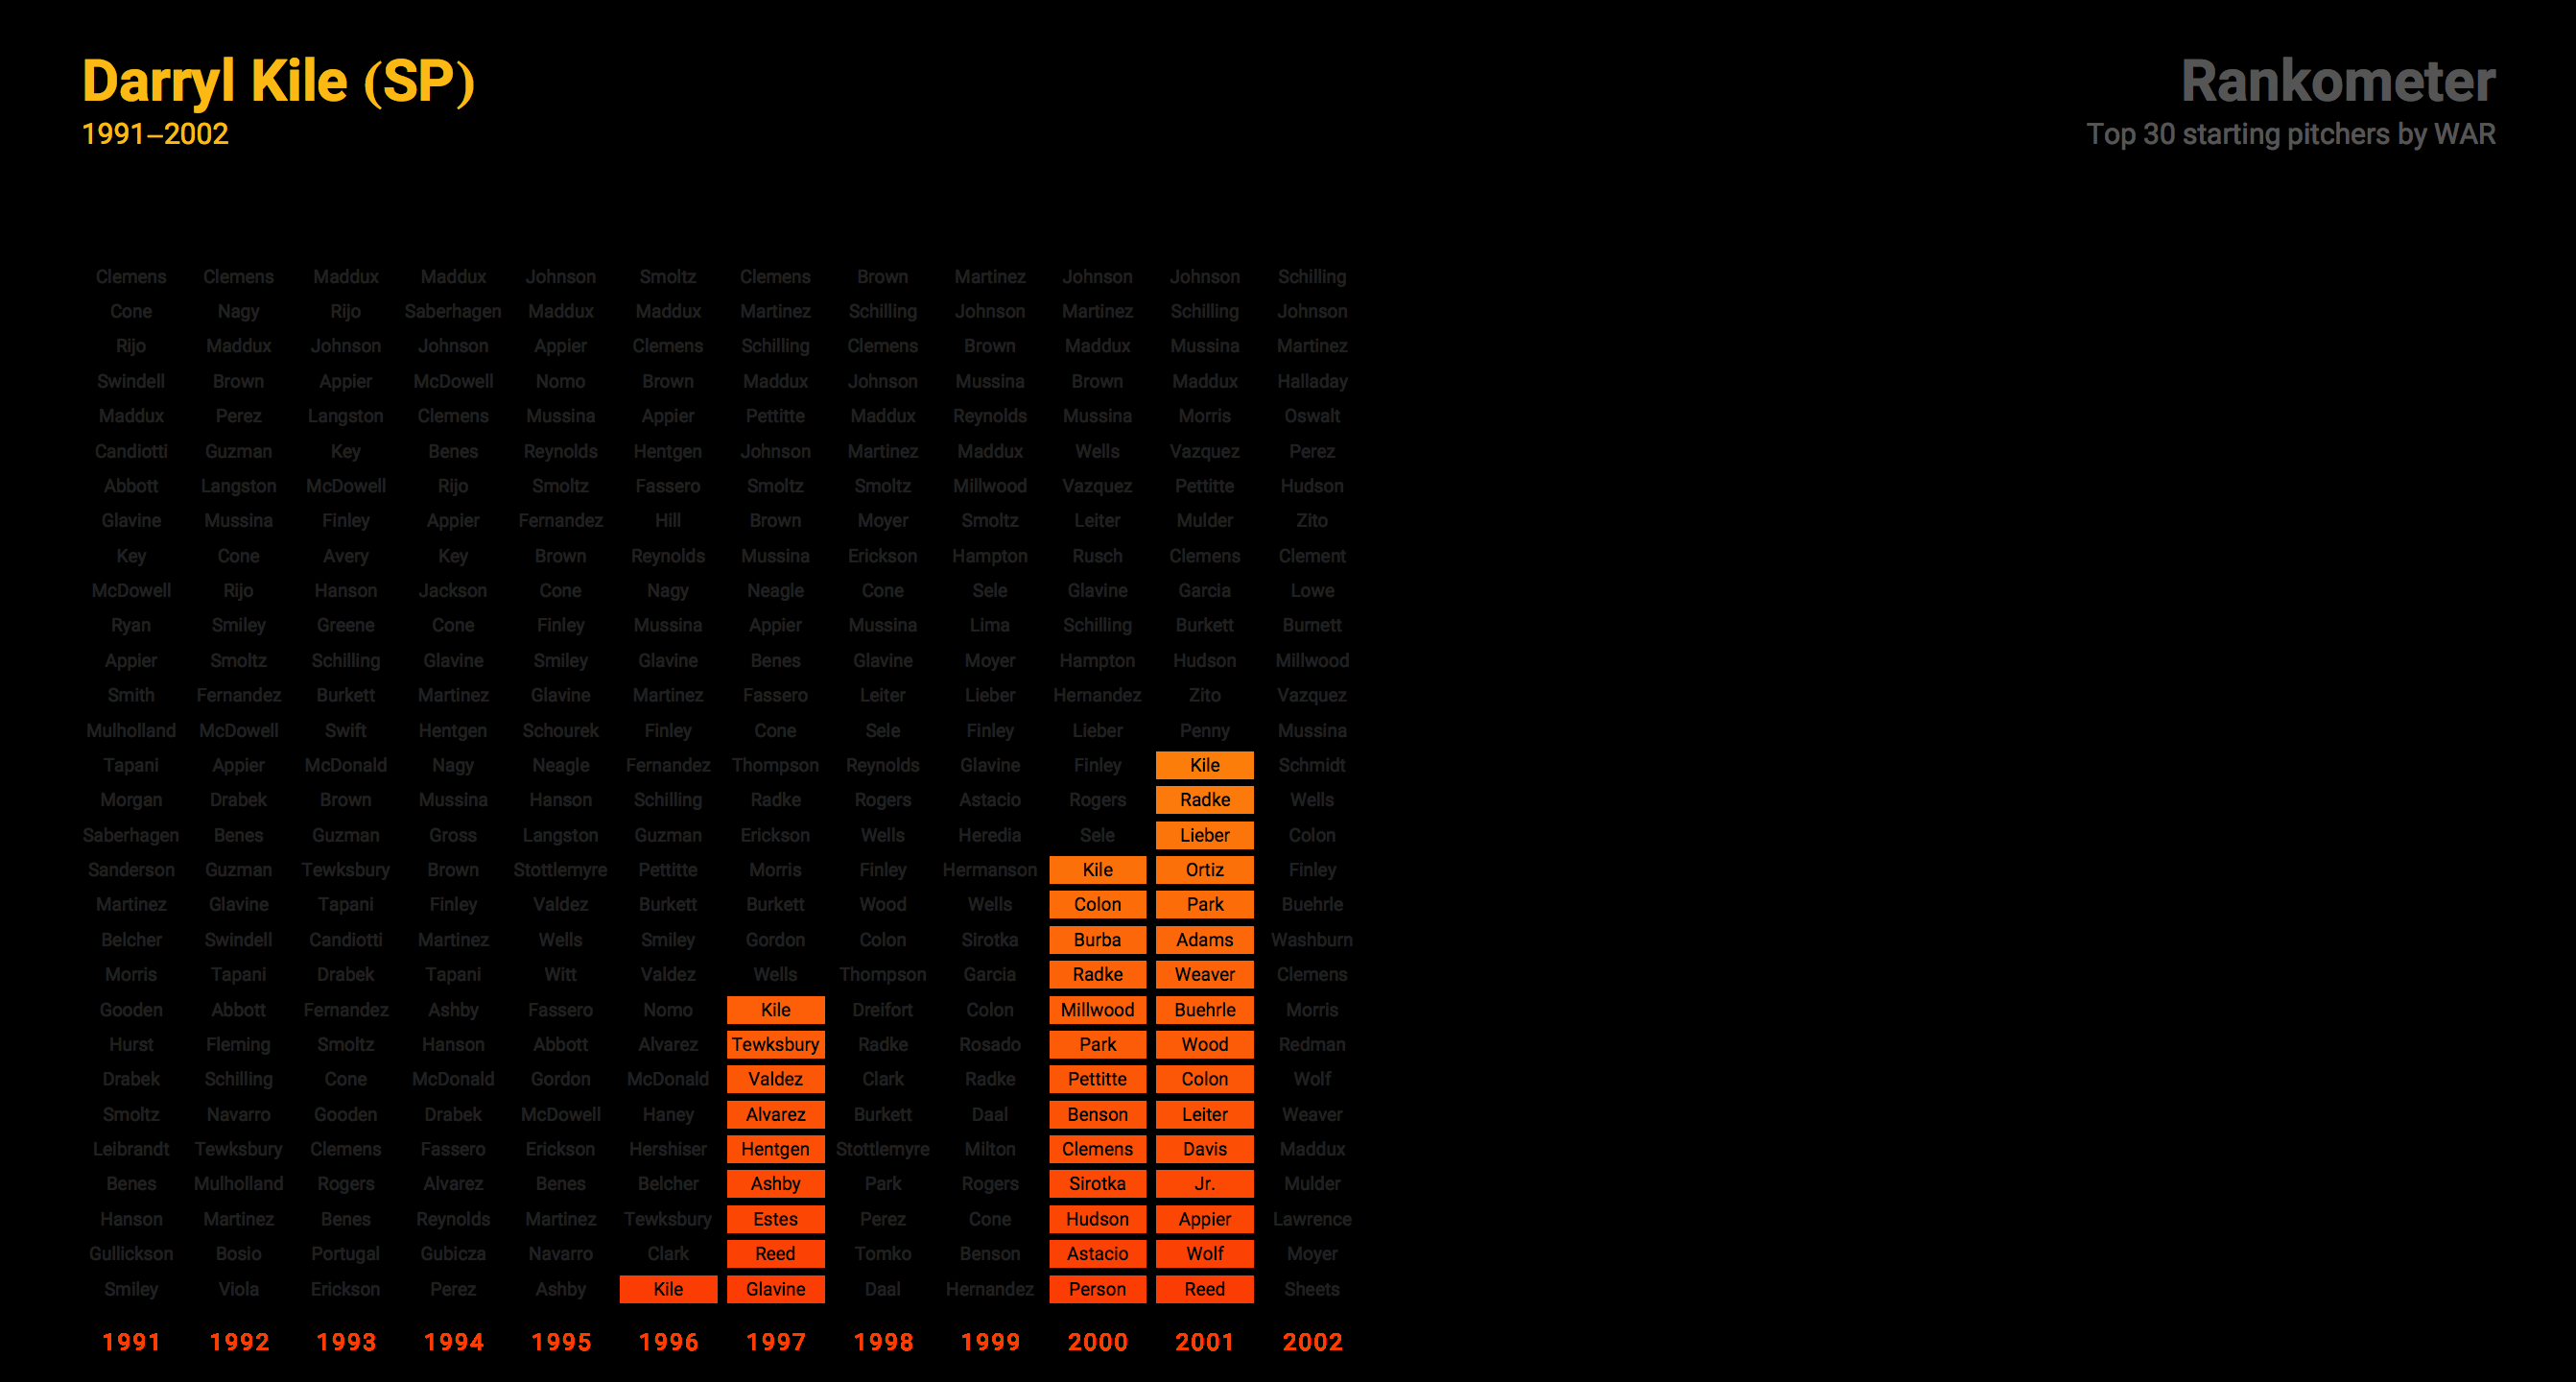 Darryl Kile (SP)
1991–2002
Rankometer
Top 30 starting pitchers by WAR
Clemens Clemens Maddux Maddux Johnson Smoltz Clemens Brown Martinez Johnson Johnson Schilling
Cone Nagy Rijo Saberhagen Maddux Maddux Martinez Schilling Johnson Martinez Schilling Johnson
Rijo Maddux Johnson Johnson Appier Clemens Schilling Clemens Brown Maddux Mussina Martinez
Swindell Brown Appier McDowell Nomo Brown Maddux Johnson Mussina Brown Maddux Halladay
Maddux Perez Langston Clemens Mussina Appier Pettitte Maddux Reynolds Mussina Morris Oswalt
Candiotti Guzman Key Benes Reynolds Hentgen Johnson Martinez Maddux Wells Vazquez Perez
Abbott Langston McDowell Rijo Smoltz Fassero Smoltz Smoltz Millwood Vazquez Pettitte Hudson
Glavine Mussina Finley Appier Fernandez Hill Brown Moyer Smoltz Leiter Mulder Zito
Key Cone Avery Key Brown Reynolds Mussina Erickson Hampton Rusch Clemens Clement
McDowell Rijo Hanson Jackson Cone Nagy Neagle Cone Sele Glavine Garcia Lowe
Ryan Smiley Greene Cone Finley Mussina Appier Mussina Lima Schilling Burkett Burnett
Appier Smoltz Schilling Glavine Smiley Glavine Benes Glavine Moyer Hampton Hudson Millwood
Smith Fernandez Burkett Martinez Glavine Martinez Fassero Leiter Lieber Hernandez Zito Vazquez
Mulholland McDowell Swift Hentgen Schourek Finley Cone Sele Finley Lieber Penny Mussina
Tapani Appier McDonald Nagy Neagle Fernandez Thompson Reynolds Glavine Finley Kile Schmidt
Morgan Drabek Brown Mussina Hanson Schilling Radke Rogers Astacio Rogers Radke Wells
Saberhagen Benes Guzman Gross Langston Guzman Erickson Wells Heredia Sele Lieber Colon
Sanderson Guzman Tewksbury Brown Stottlemyre Pettitte Morris Finley Hermanson Kile Ortiz Finley
Martinez Glavine Tapani Finley Valdez Burkett Burkett Wood Wells Colon Park Buehrle
Belcher Swindell Candiotti Martinez Wells Smiley Gordon Colon Sirotka Burba Adams Washburn
Morris Tapani Drabek Tapani Witt Valdez Wells Thompson Garcia Radke Weaver Clemens
Gooden Abbott Fernandez Ashby Fassero Nomo Kile Dreifort Colon Millwood Buehrle Morris
Hurst Fleming Smoltz Hanson Abbott Alvarez Tewksbury Radke Rosado Park Wood Redman
Drabek Schilling Cone McDonald Gordon McDonald Valdez Clark Radke Pettitte Colon Wolf
Smoltz Navarro Gooden Drabek McDowell Haney Alvarez Burkett Daal Benson Leiter Weaver
Leibrandt Tewksbury Clemens Fassero Erickson Hershiser Hentgen Stottlemyre Milton Clemens Davis Maddux
Benes Mulholland Rogers Alvarez Benes Belcher Ashby Park Rogers Sirotka Jr. Mulder
Hanson Martinez Benes Reynolds Martinez Tewksbury Estes Perez Cone Hudson Appier Lawrence
Gullickson Bosio Portugal Gubicza Navarro Clark Reed Tomko Benson Astacio Wolf Moyer
Smiley Viola Erickson Perez Ashby Kile Glavine Daal Hernandez Person Reed Sheets
1991 1992 1993 1994 1995 1996 1997 1998 1999 2000 2001 2002